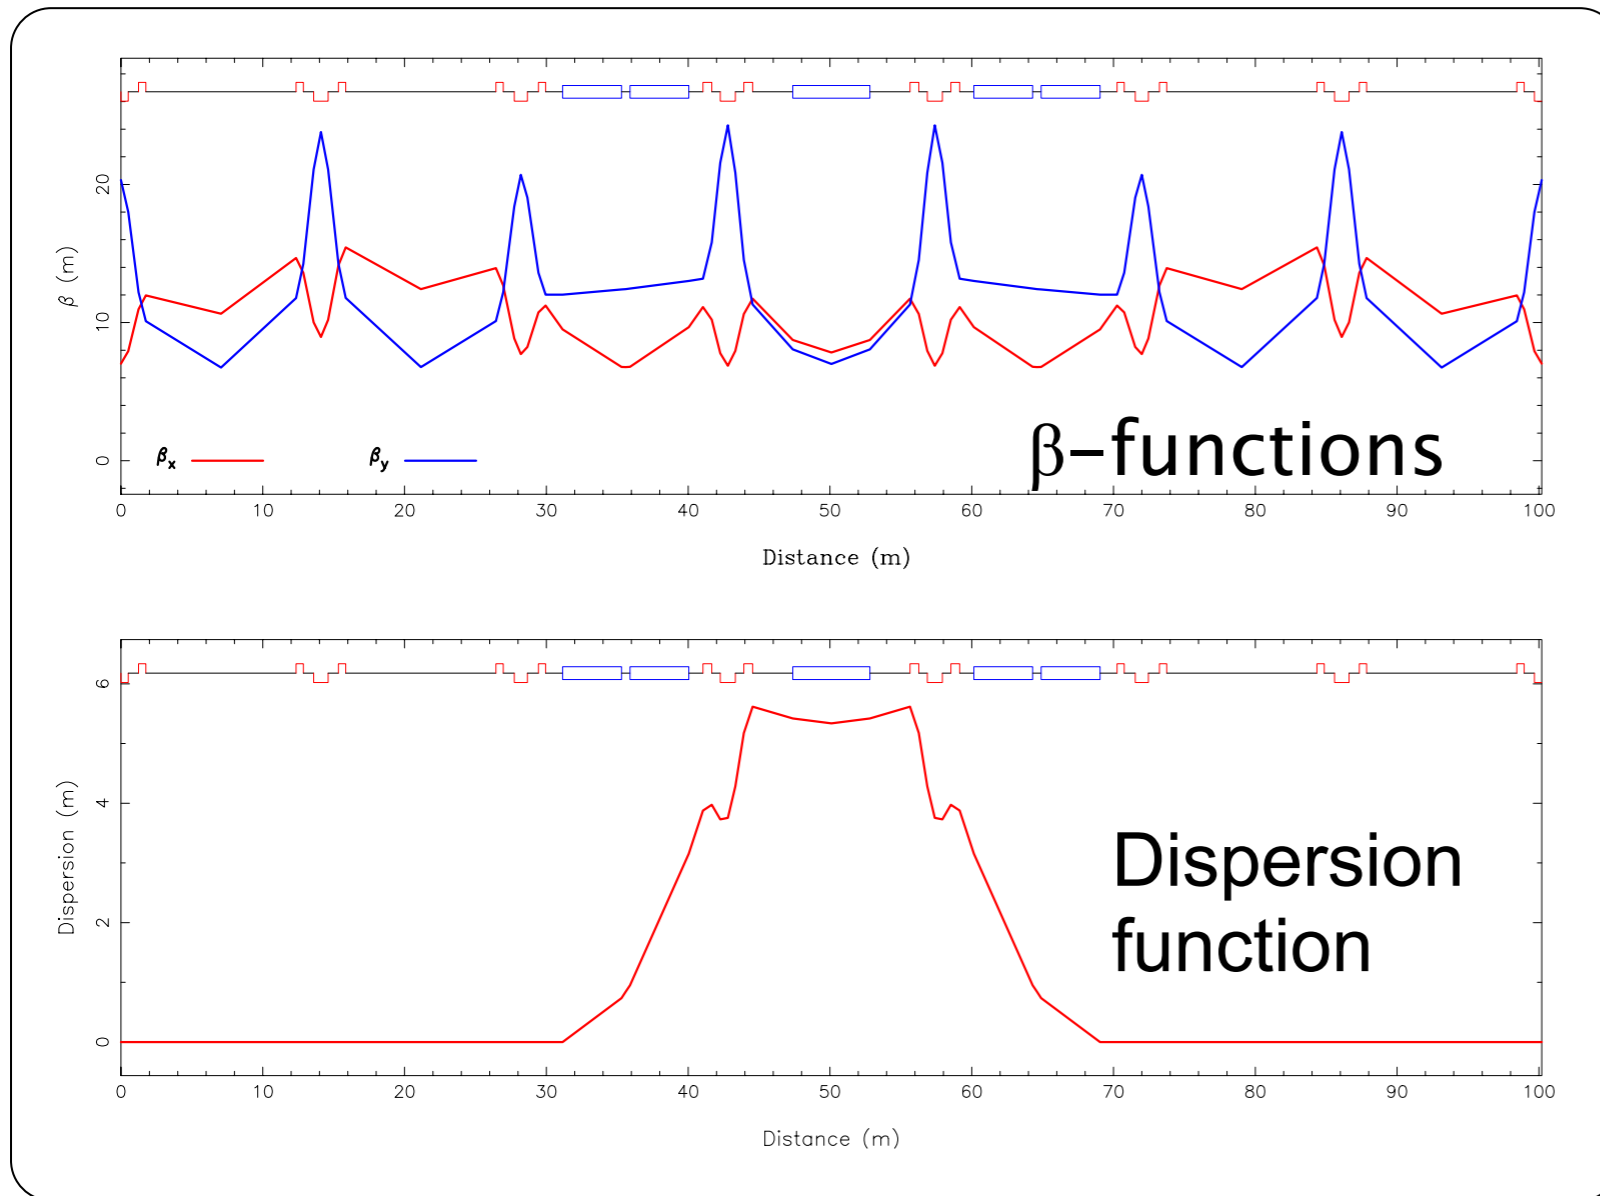 20
10
0
β (m)
βx
βy
β-functions
0 10 20 30 40 50 60 70 80 90 100
Distance (m)
6
4
2
0
Dispersion (m)
Dispersion
function
0 10 20 30 40 50 60 70 80 90 100
Distance (m)